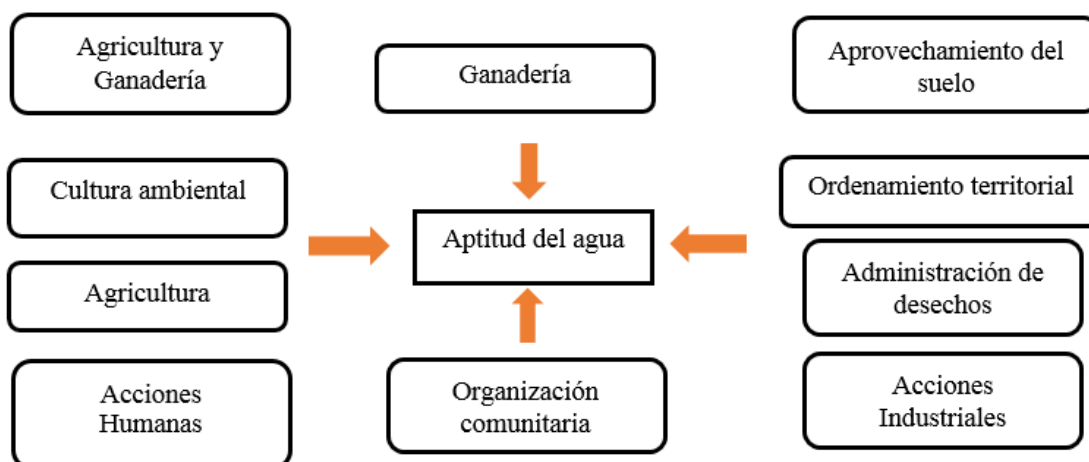 Agricultura y
Ganadería
Ganadería
Aprovechamiento del
suelo
Cultura ambiental
Ordenamiento territorial
Aptitud del agua
Agricultura
Administración de
desechos
Acciones
Humanas
Organización
comunitaria
Acciones
Industriales